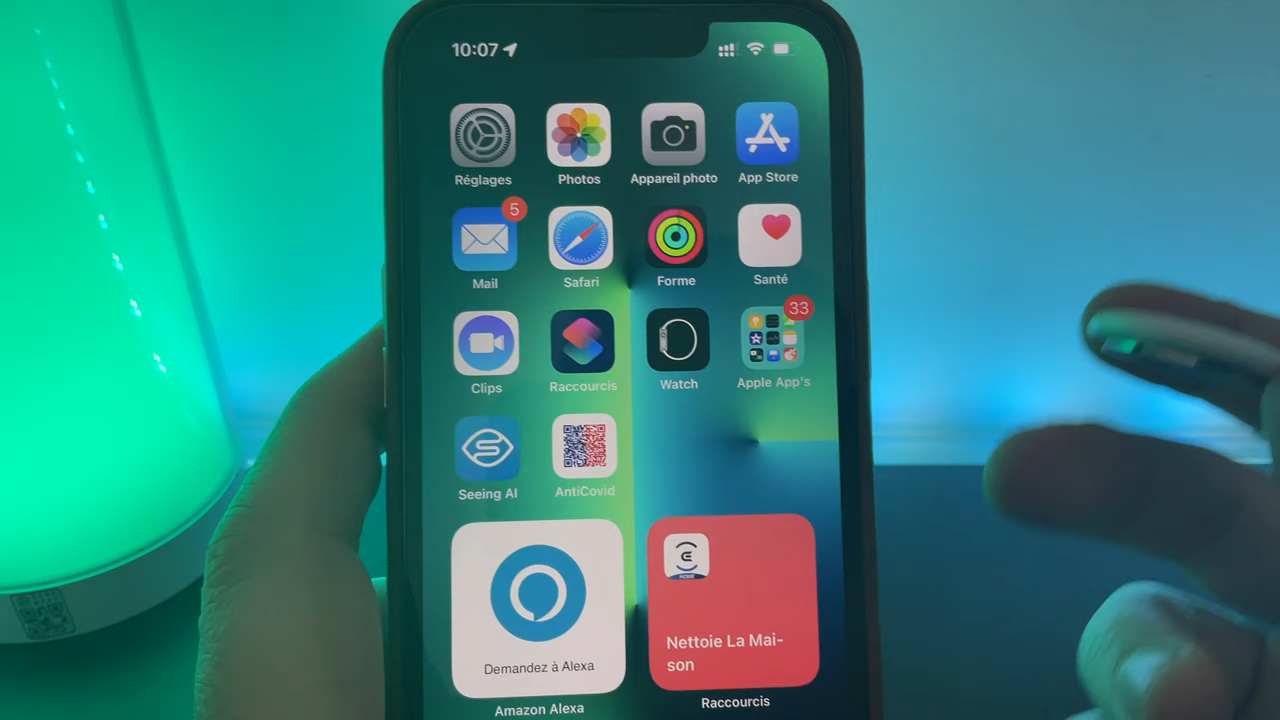 10:07
Réglages
Photos
Appareil photo
App Store
5
Mail
Safari
Forme
Santé
33
Clips
Raccourcis
Watch
Apple App's
Seeing AI
AntiCovid
Demandez à Alexa
Amazon Alexa
HOME
Nettoie La Mai-
son
Raccourcis